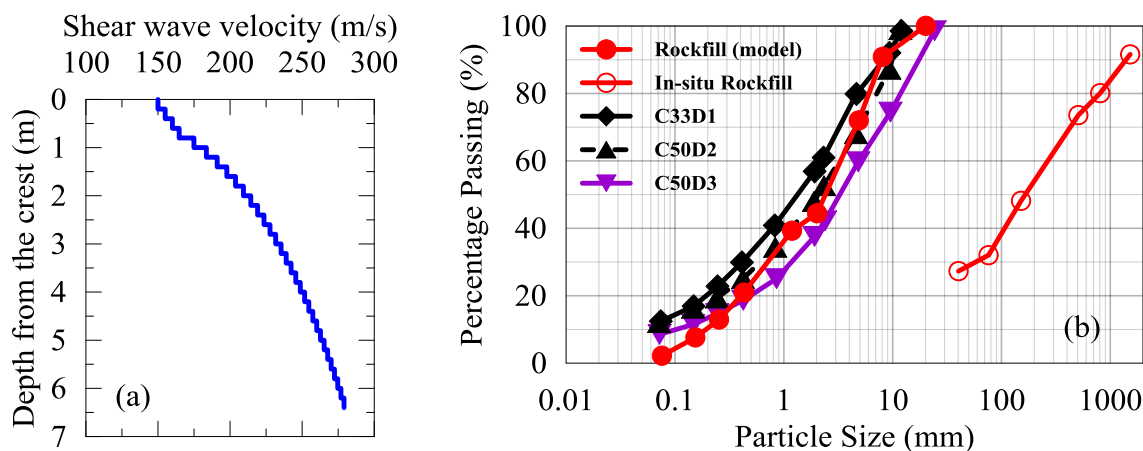 Shear wave velocity (m/s)
100 150 200 250 300
Depth from the crest (m)
0
1
2
3
4
5
6
7
(a)
Percentage Passing (%)
100
80
60
40
20
0
Rockfill (model)
In-situ Rockfill
C33D1
C50D2
C50D3
(b)
0.01 0.1 1 10 100 1000
Particle Size (mm)